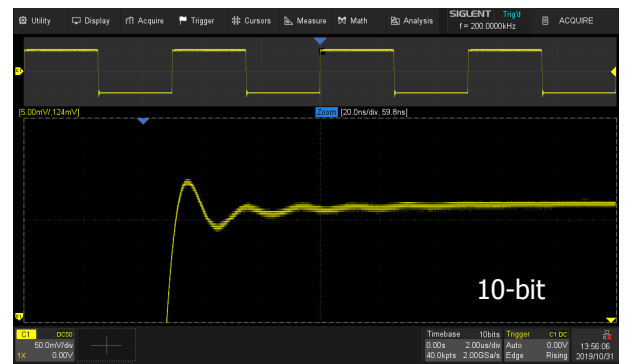 Utility Display Acquire Trigger Cursors Measure Math Analysis SIGLENT Trig'd ACQUIRE
f = 200.0000kHz
C1
[5.00mV/,124mV] Zoom [20.0ns/div, 59.8ns]
10-bit
C1
C1 DC50 Timebase 10bits Trigger C1 DC
50.0mV/div 0.00s 2.00us/div Auto 0.00V 13:56:06
1X 0.00V 40.0kpts 2.00GSa/s Edge Rising 2019/10/31